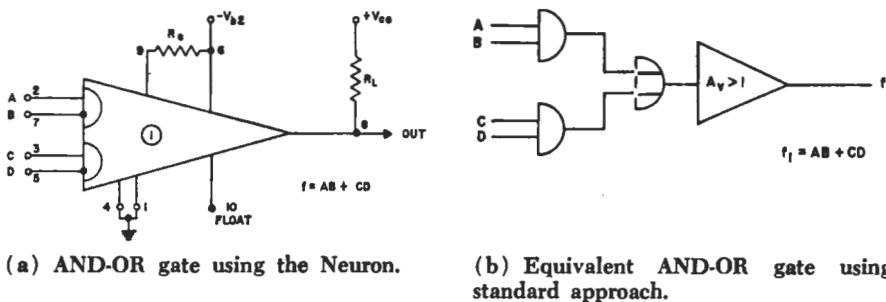 -Vb2
+Vcc
Rs
9
6
RL
A 2
B 7
1
8
OUT
C 3
D 5
f = AB + CD
4 1
10
FLOAT
(a) AND-OR gate using the Neuron.
A
B
Av > 1
f
C
D
f1 = AB + CD
(b) Equivalent AND-OR gate using
standard approach.